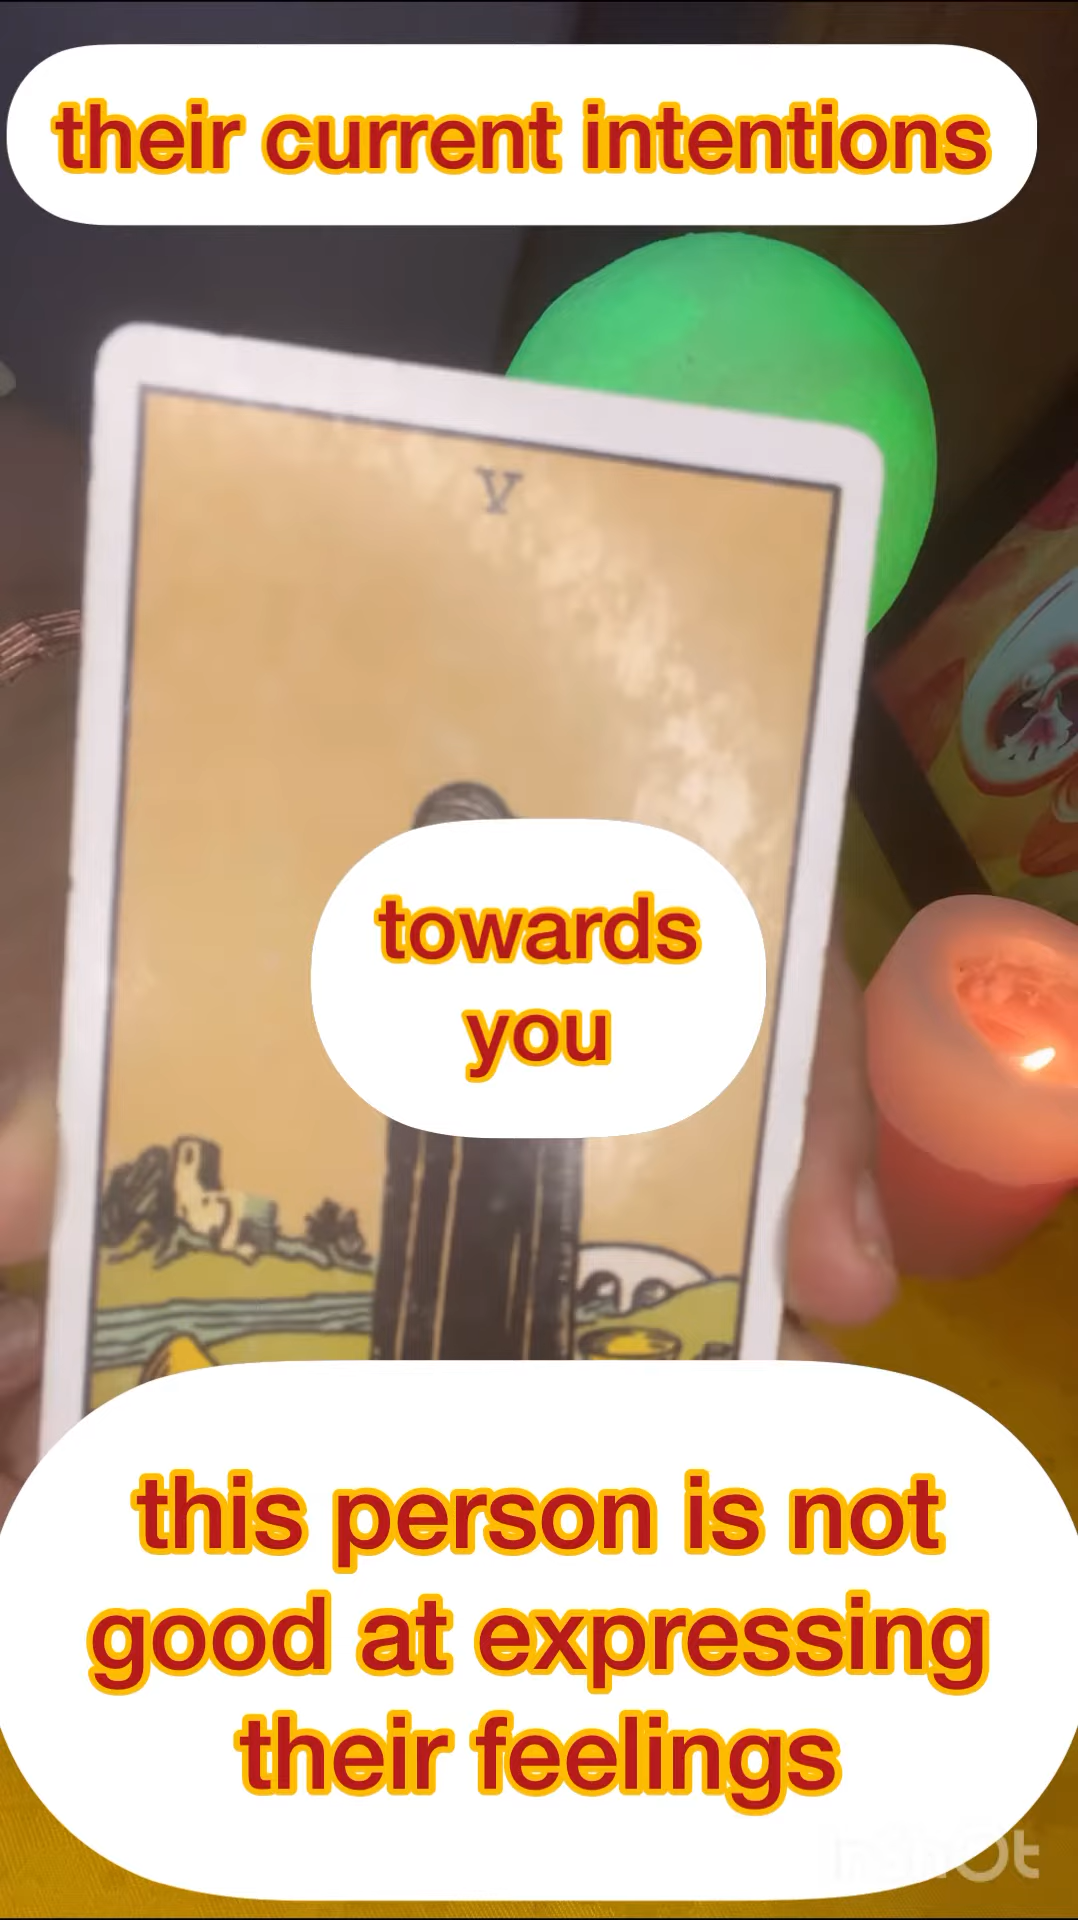 their current intentions
V
towards
you
this person is not
good at expressing
their feelings